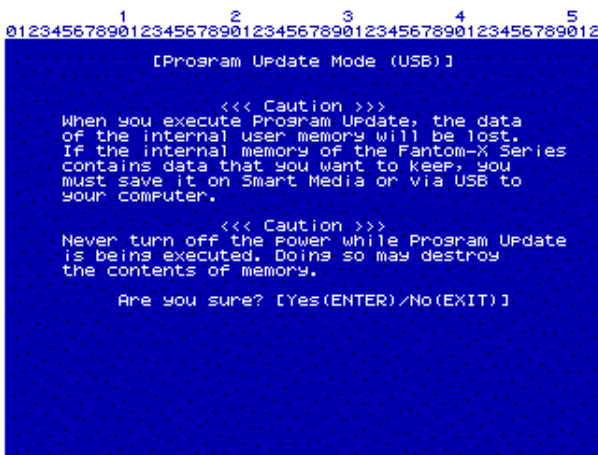 1 2 3 4 5
01234567890123456789012345678901234567890123456789012
[Program Update Mode (USB)]
<<< Caution >>>
When you execute Program Update, the data
of the internal user memory will be lost.
If the internal memory of the Fantom-X Series
contains data that you want to keep, you
must save it on Smart Media or via USB to
your computer.
<<< Caution >>>
Never turn off the power while Program Update
is being executed. Doing so may destroy
the contents of memory.
Are you sure? [Yes(ENTER)/No(EXIT)]